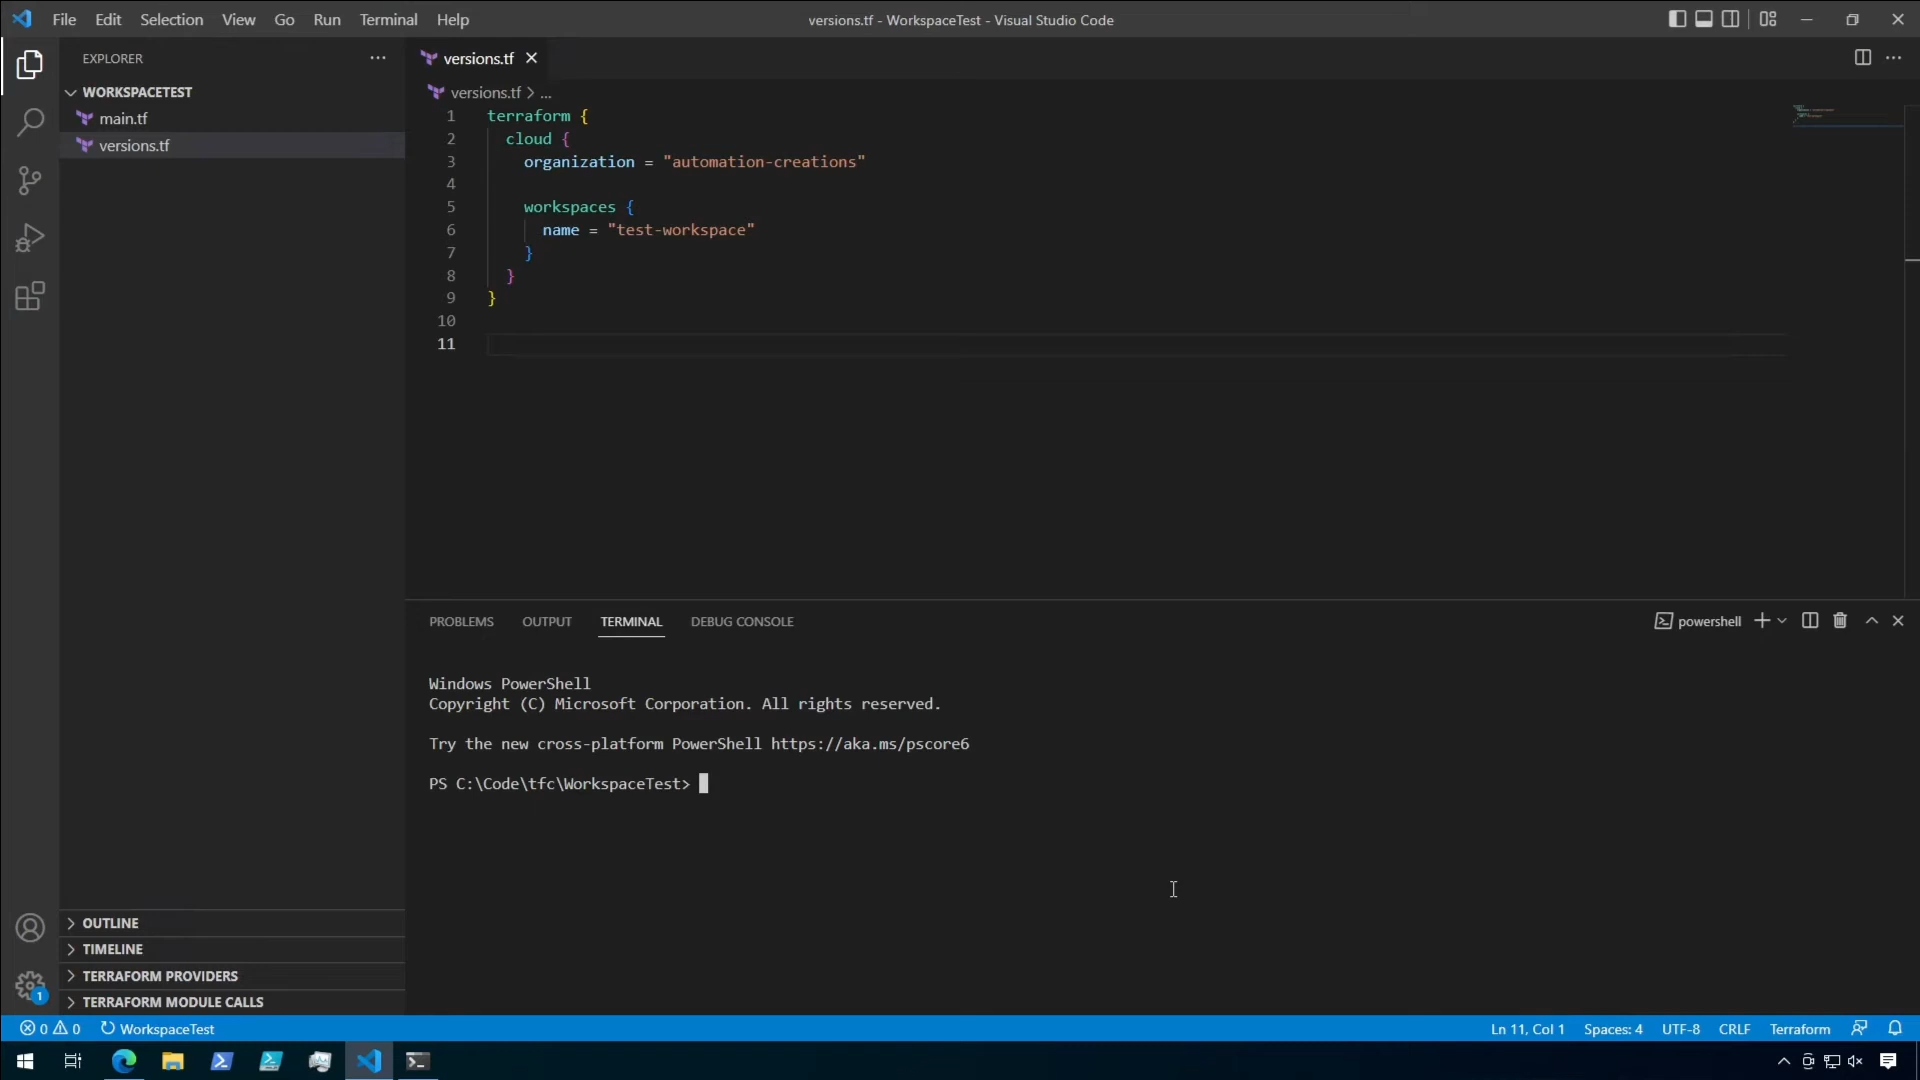 File Edit Selection View Go Run Terminal Help
versions.tf - WorkspaceTest - Visual Studio Code
EXPLORER
WORKSPACETEST
main.tf
versions.tf
OUTLINE
TIMELINE
TERRAFORM PROVIDERS
TERRAFORM MODULE CALLS
1
versions.tf
versions.tf > ...
1 terraform {
2 cloud {
3 organization = "automation-creations"
4
5 workspaces {
6 name = "test-workspace"
7 }
8 }
9 }
10
11
PROBLEMS OUTPUT TERMINAL DEBUG CONSOLE
powershell
Windows PowerShell
Copyright (C) Microsoft Corporation. All rights reserved.
Try the new cross-platform PowerShell https://aka.ms/pscore6
PS C:\Code\tfc\WorkspaceTest>
0 0 WorkspaceTest
Ln 11, Col 1 Spaces: 4 UTF-8 CRLF Terraform